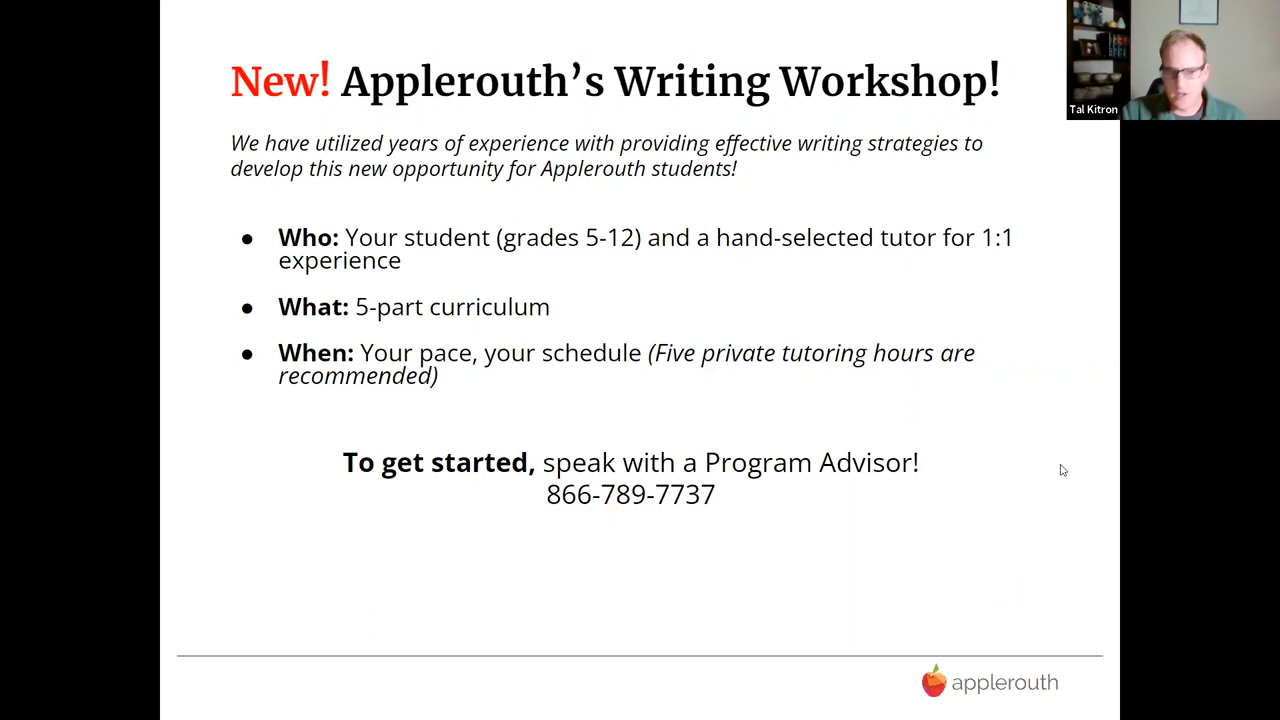 New! Applerouth’s Writing Workshop!
Tal Kitron
We have utilized years of experience with providing effective writing strategies to
develop this new opportunity for Applerouth students!
● Who: Your student (grades 5-12) and a hand-selected tutor for 1:1
experience
● What: 5-part curriculum
● When: Your pace, your schedule (Five private tutoring hours are
recommended)
To get started, speak with a Program Advisor!
866-789-7737
applerouth